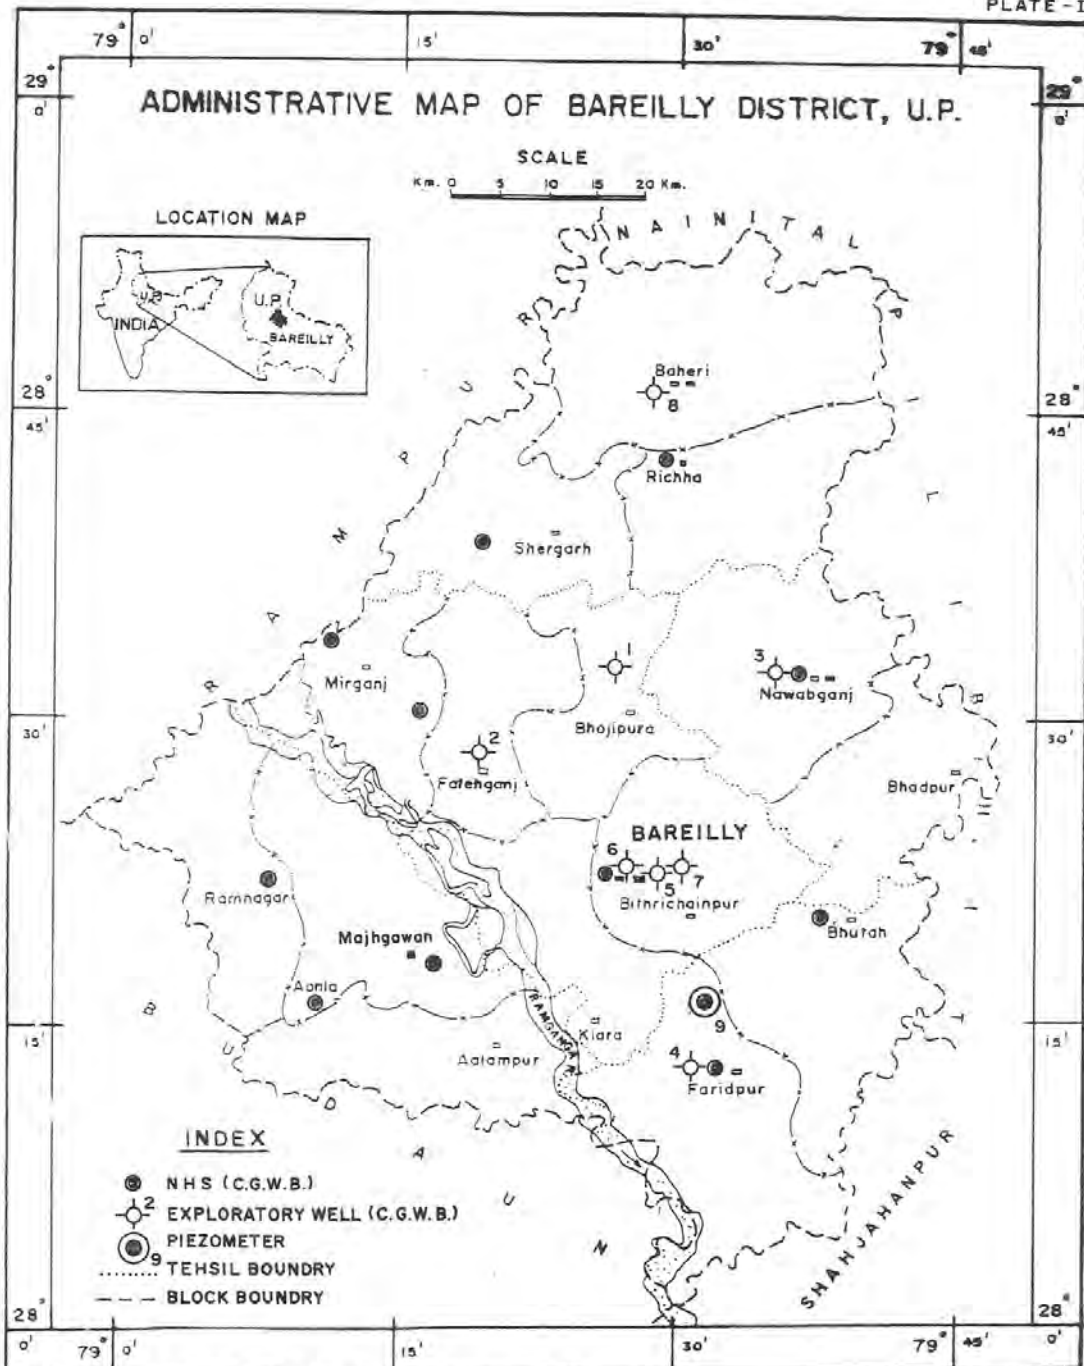 PLATE - I
79° 0' 15' 30' 79° 45'
29° 0' 29° 0'
ADMINISTRATIVE MAP OF BAREILLY DISTRICT, U.P.
SCALE
Km. 0 5 10 15 20 Km.
LOCATION MAP
U.P.
INDIA
U.P.
BAREILLY
NAINITAL
RAMPUR
PILIBHIT
Baheri
8
28° 45' 28° 45'
Richha
Shergarh
Mirganj
1
3
Nawabganj
Bhojipura
30' 30'
2
Fatehganj
Bhadpur
BAREILLY
6
5 7
Bithrichainpur
Ramnagar
Bhutah
Majhgawan
Aonla
RAMGANGA R
Kiara
9
15' 15'
Aalampur
4
Faridpur
BUDAUN
SHAHJAHANPUR
INDEX
NHS (C.G.W.B.)
2 EXPLORATORY WELL (C.G.W.B.)
9 PIEZOMETER
TEHSIL BOUNDRY
BLOCK BOUNDRY
28° 0' 28° 0'
79° 0' 15' 30' 79° 45'